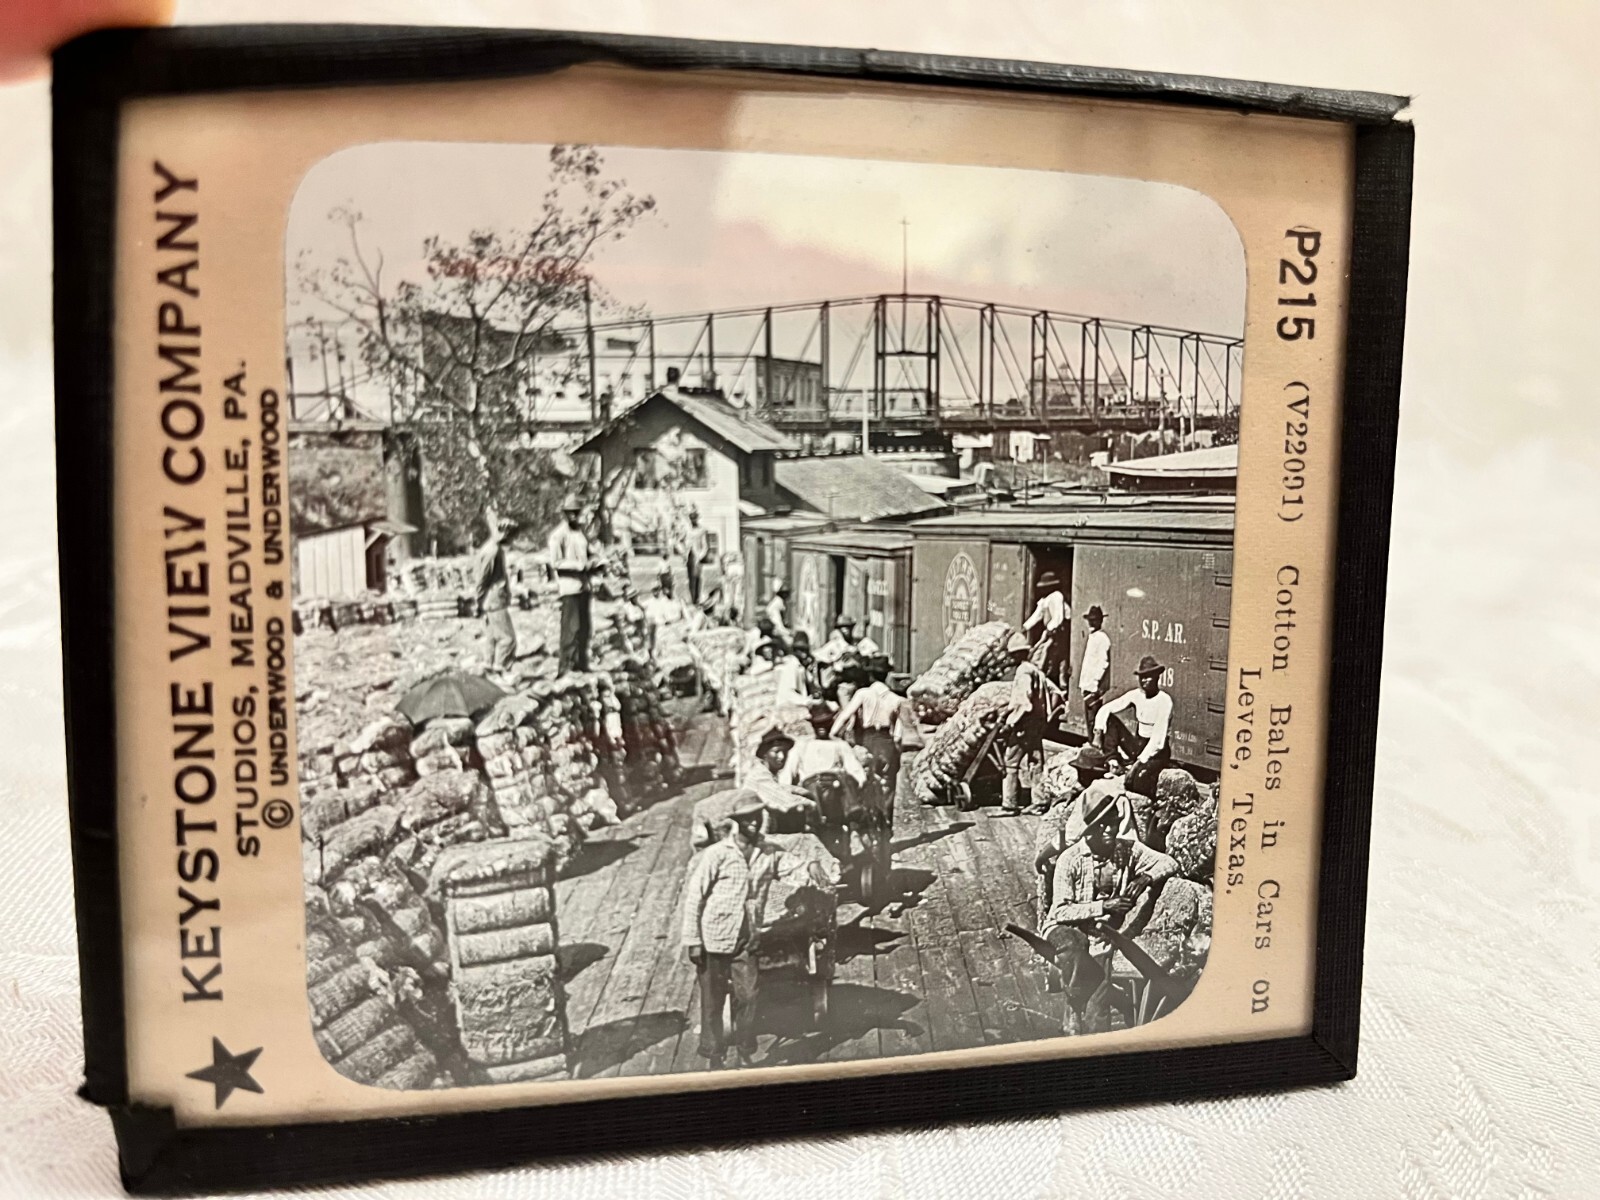 KEYSTONE VIEW COMPANY
STUDIOS, MEADVILLE, PA.
© UNDERWOOD & UNDERWOOD
P215 (V22091) Cotton Bales in Cars on
Levee, Texas.
S.P. AR.
18